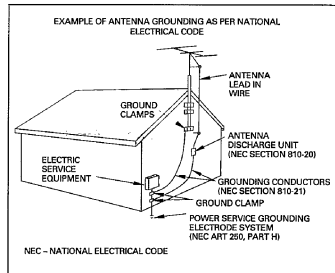 EXAMPLE OF ANTENNA GROUNDING AS PER NATIONAL
ELECTRICAL CODE
ANTENNA
LEAD IN
WIRE
GROUND
CLAMPS
ANTENNA
DISCHARGE UNIT
(NEC SECTION 810-20)
ELECTRIC
SERVICE
EQUIPMENT
GROUNDING CONDUCTORS
(NEC SECTION 810-21)
GROUND CLAMP
POWER SERVICE GROUNDING
ELECTRODE SYSTEM
(NEC ART 250, PART H)
NEC – NATIONAL ELECTRICAL CODE